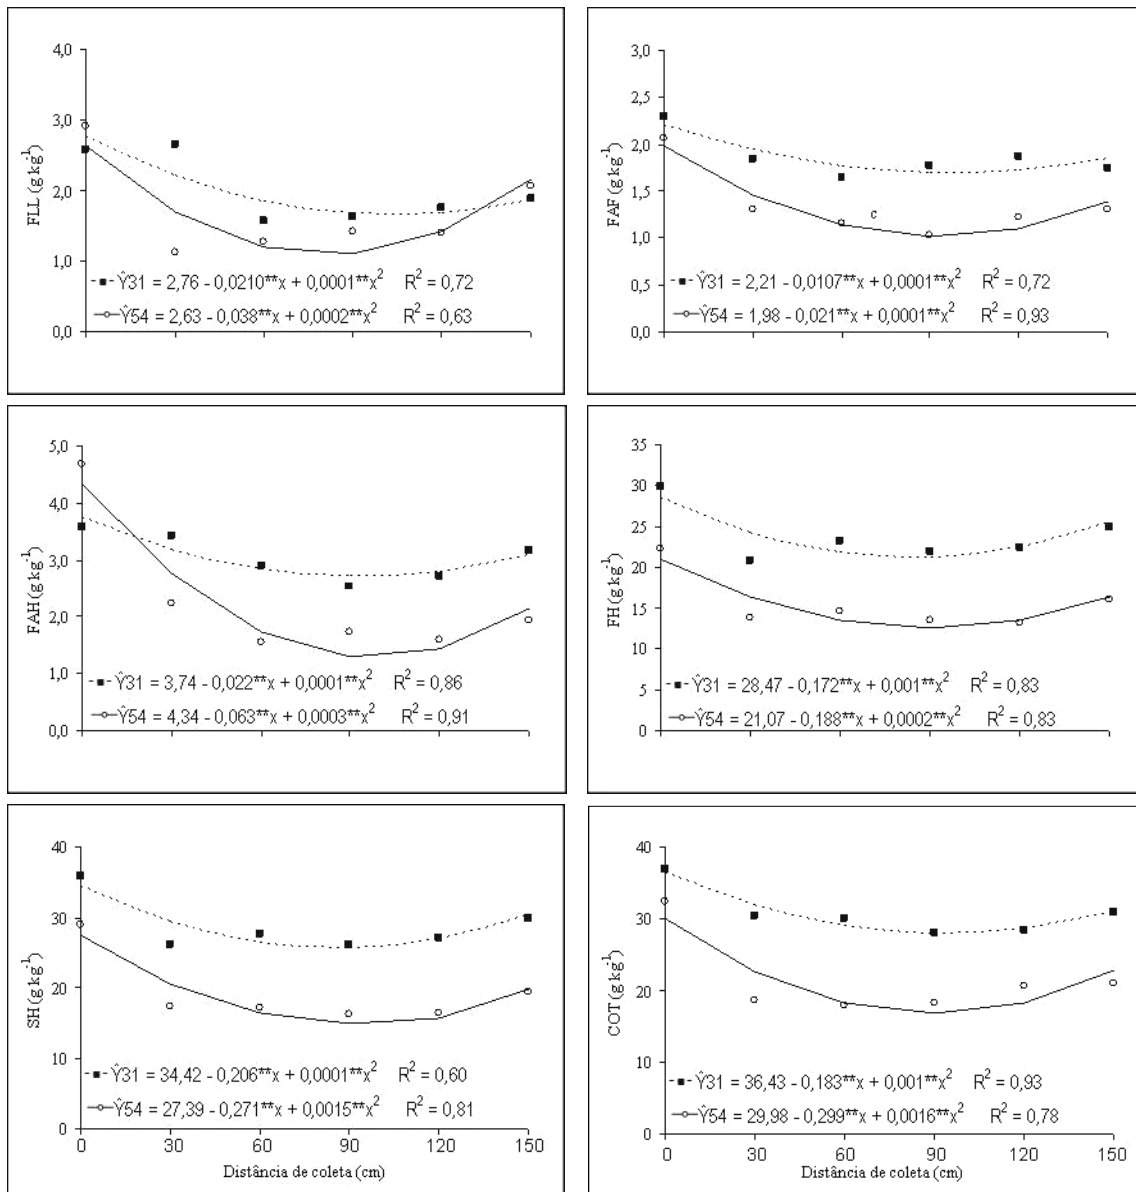 4,0
3,0
2,0
1,0
0,0
FLL (g kg-1)
Ŷ31 = 2,76 - 0,0210**x + 0,0001**x² R² = 0,72
Ŷ54 = 2,63 - 0,038**x + 0,0002**x² R² = 0,63
3,0
2,5
2,0
1,5
1,0
0,5
0,0
FAF (g kg-1)
c
Ŷ31 = 2,21 - 0,0107**x + 0,0001**x² R² = 0,72
Ŷ54 = 1,98 - 0,021**x + 0,0001**x² R² = 0,93
5,0
4,0
3,0
2,0
1,0
0,0
FAH (g kg-1)
Ŷ31 = 3,74 - 0,022**x + 0,0001**x² R² = 0,86
Ŷ54 = 4,34 - 0,063**x + 0,0003**x² R² = 0,91
35
30
25
20
15
10
5
0
FH (g kg-1)
Ŷ31 = 28,47 - 0,172**x + 0,001**x² R² = 0,83
Ŷ54 = 21,07 - 0,188**x + 0,0002**x² R² = 0,83
40
30
20
10
0
SH (g kg-1)
Ŷ31 = 34,42 - 0,206**x + 0,0001**x² R² = 0,60
Ŷ54 = 27,39 - 0,271**x + 0,0015**x² R² = 0,81
0 30 60 90 120 150
Distância de coleta (cm)
40
30
20
10
0
COT (g kg-1)
Ŷ31 = 36,43 - 0,183**x + 0,001**x² R² = 0,93
Ŷ54 = 29,98 - 0,299**x + 0,0016**x² R² = 0,78
0 30 60 90 120 150
Distância de coleta (cm)